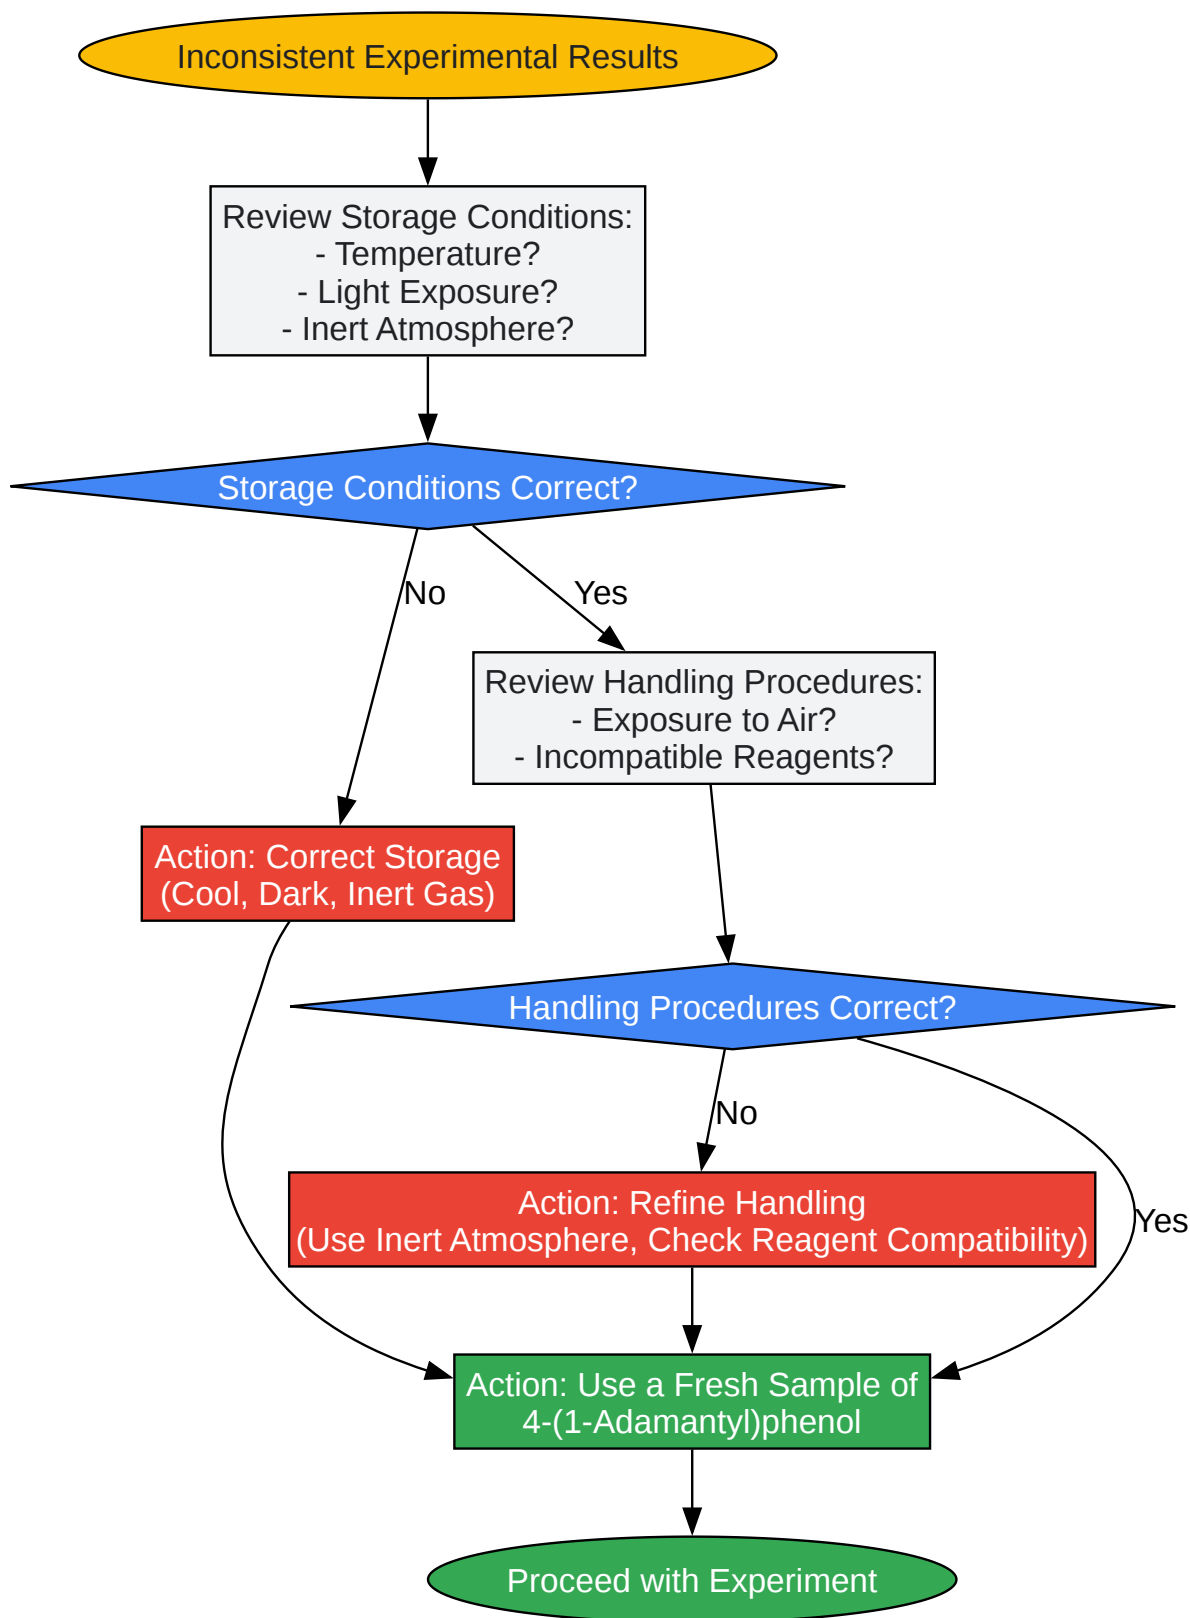 Inconsistent Experimental Results
Review Storage Conditions:
- Temperature?
- Light Exposure?
- Inert Atmosphere?
Storage Conditions Correct?
No
Yes
Review Handling Procedures:
- Exposure to Air?
- Incompatible Reagents?
Action: Correct Storage
(Cool, Dark, Inert Gas)
Handling Procedures Correct?
No
Yes
Action: Refine Handling
(Use Inert Atmosphere, Check Reagent Compatibility)
Action: Use a Fresh Sample of
4-(1-Adamantyl)phenol
Proceed with Experiment